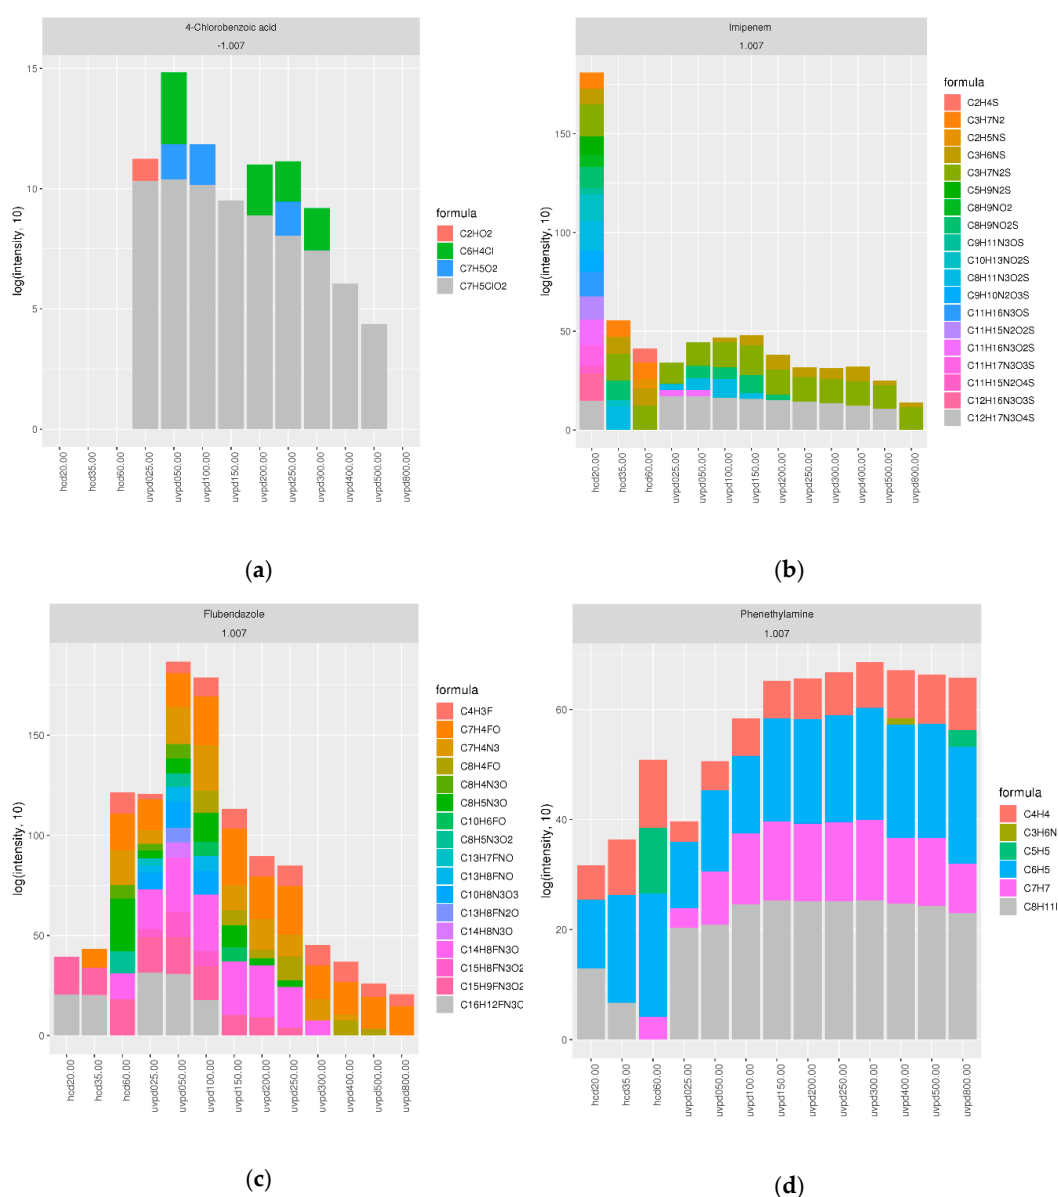 4-Chlorobenzoic acid
-1.007
15
10
5
0
log(intensity, 10)
hcd20.00
hcd35.00
hcd60.00
uvpd025.00
uvpd050.00
uvpd100.00
uvpd150.00
uvpd200.00
uvpd250.00
uvpd300.00
uvpd400.00
uvpd500.00
uvpd800.00
formula
C2HO2
C6H4Cl
C7H5O2
C7H5ClO2
(a)
Imipenem
1.007
150
100
50
0
log(intensity, 10)
hcd20.00
hcd35.00
hcd60.00
uvpd025.00
uvpd050.00
uvpd100.00
uvpd150.00
uvpd200.00
uvpd250.00
uvpd300.00
uvpd400.00
uvpd500.00
uvpd800.00
formula
C2H4S
C3H7N2
C2H5NS
C3H6NS
C3H7N2S
C5H9N2S
C8H9NO2
C8H9NO2S
C9H11N3OS
C10H13NO2S
C8H11N3O2S
C9H10N2O3S
C11H16N3OS
C11H15N2O2S
C11H16N3O2S
C11H17N3O3S
C11H15N2O4S
C12H16N3O3S
C12H17N3O4S
(b)
Flubendazole
1.007
150
100
50
0
log(intensity, 10)
hcd20.00
hcd35.00
hcd60.00
uvpd025.00
uvpd050.00
uvpd100.00
uvpd150.00
uvpd200.00
uvpd250.00
uvpd300.00
uvpd400.00
uvpd500.00
uvpd800.00
formula
C4H3F
C7H4FO
C7H4N3
C8H4FO
C8H4N3O
C8H5N3O
C10H6FO
C8H5N3O2
C13H7FNO
C13H8FNO
C10H8N3O3
C13H8FN2O
C14H8N3O
C14H8FN3O
C15H8FN3O2
C15H9FN3O2
C16H12FN3O
(c)
Phenethylamine
1.007
60
40
20
0
log(intensity, 10)
hcd20.00
hcd35.00
hcd60.00
uvpd025.00
uvpd050.00
uvpd100.00
uvpd150.00
uvpd200.00
uvpd250.00
uvpd300.00
uvpd400.00
uvpd500.00
uvpd800.00
formula
C4H4
C3H6N
C5H5
C6H5
C7H7
C8H11
(d)